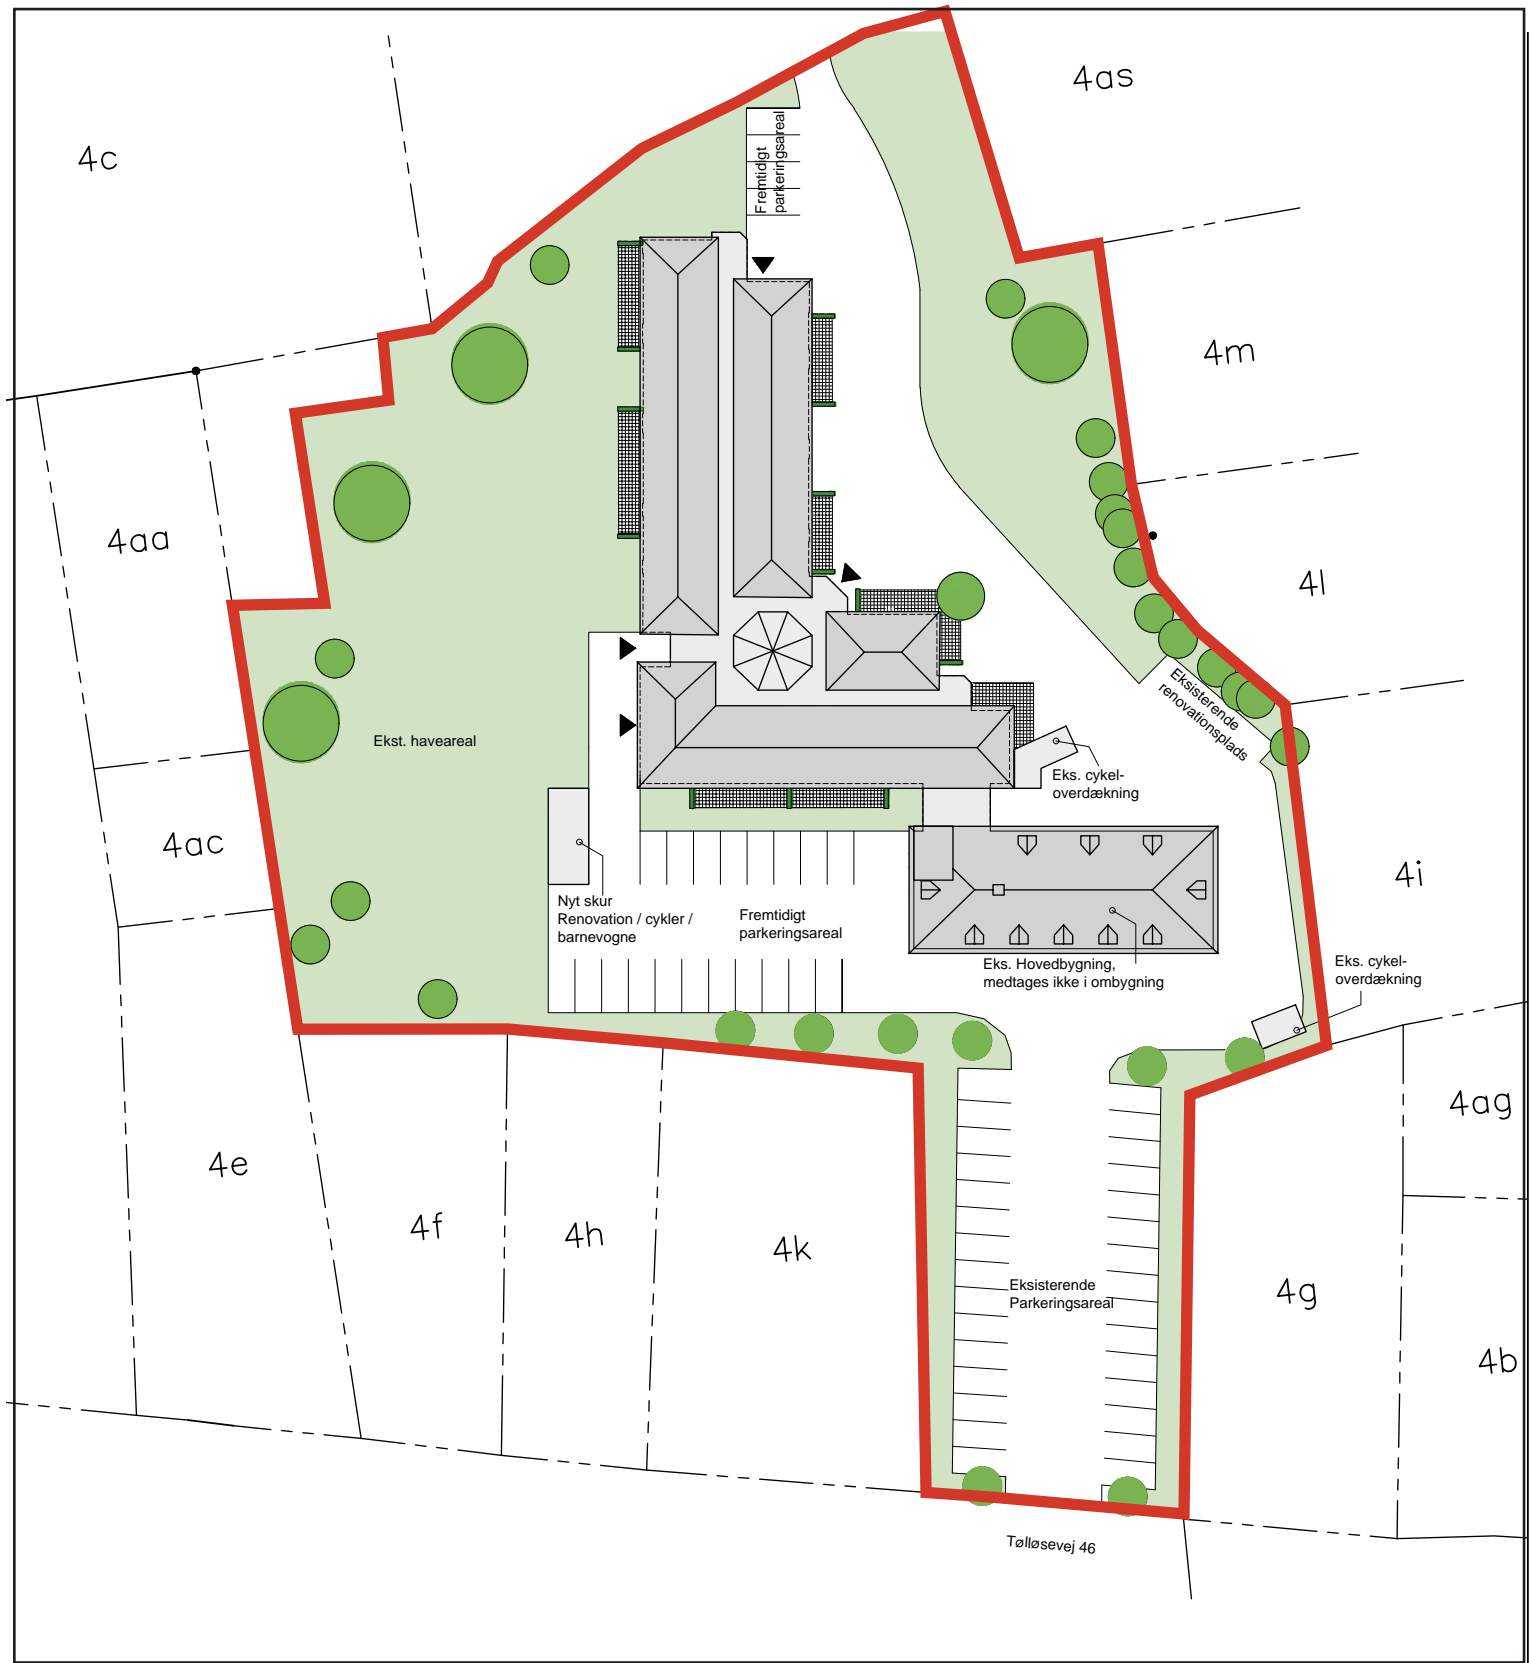 4as
4c
Fremtidigt
parkeringsareal
4m
4aa
4l
Eksisterende
renovationsplads
Ekst. haveareal
Eks. cykel-
overdækning
4ac
4i
Nyt skur
Renovation / cykler /
barnevogne
Fremtidigt
parkeringsareal
Eks. Hovedbygning,
medtages ikke i ombygning
Eks. cykel-
overdækning
4ag
4e
4f
4h
4k
Eksisterende
Parkeringsareal
4g
4b
Tølløsevej 46